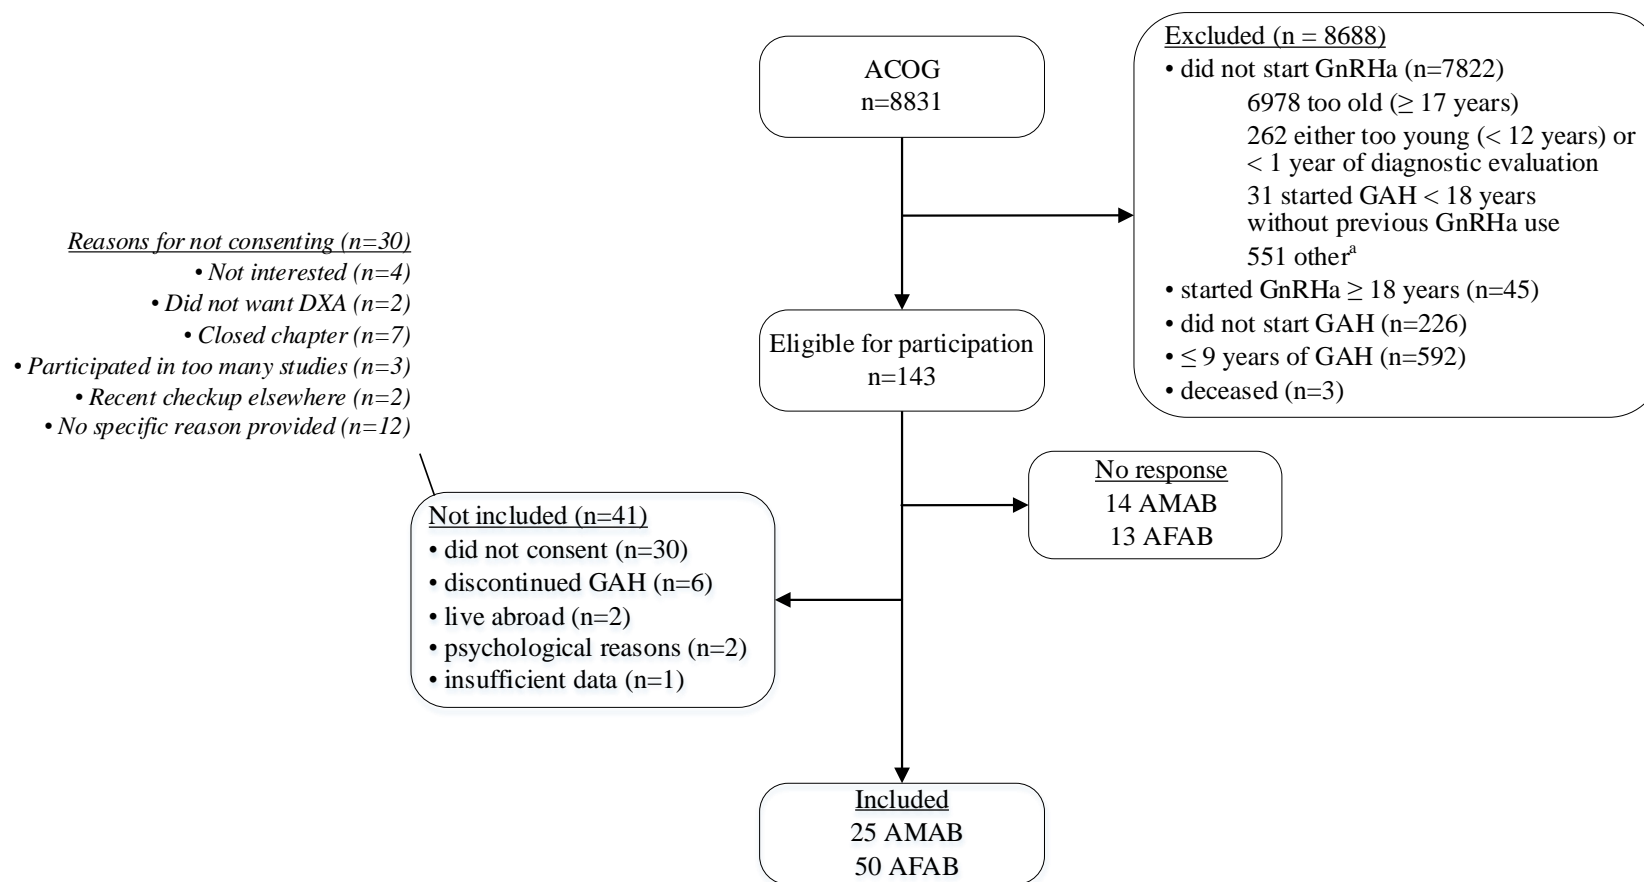 ACOG
n=8831
Excluded (n = 8688)
• did not start GnRHa (n=7822)
6978 too old (≥ 17 years)
262 either too young (< 12 years) or
< 1 year of diagnostic evaluation
31 started GAH < 18 years
without previous GnRHa use
551 otherᵃ
• started GnRHa ≥ 18 years (n=45)
• did not start GAH (n=226)
• ≤ 9 years of GAH (n=592)
• deceased (n=3)
Eligible for participation
n=143
Reasons for not consenting (n=30)
• Not interested (n=4)
• Did not want DXA (n=2)
• Closed chapter (n=7)
• Participated in too many studies (n=3)
• Recent checkup elsewhere (n=2)
• No specific reason provided (n=12)
No response
14 AMAB
13 AFAB
Not included (n=41)
• did not consent (n=30)
• discontinued GAH (n=6)
• live abroad (n=2)
• psychological reasons (n=2)
• insufficient data (n=1)
Included
25 AMAB
50 AFAB